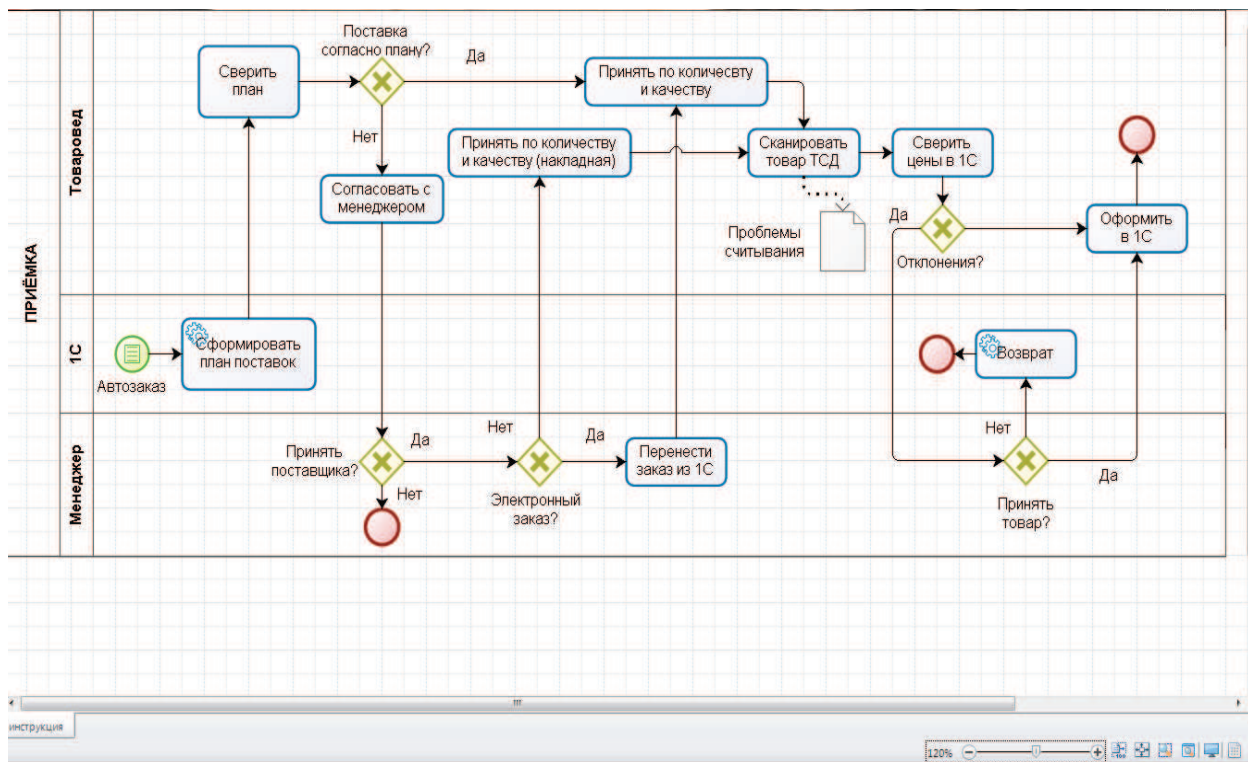 ПРИЁМКА
Товаровед
1С
Менеджер
Поставка
согласно плану?
Да
Сверить
план
Принять по количесвту
и качеству
Нет
Принять по количеству
и качеству (накладная)
Сканировать
товар ТСД
Сверить
цены в 1С
Согласовать с
менеджером
Проблемы
считывания
Да
Отклонения?
Оформить
в 1С
Сформировать
план поставок
Автозаказ
Возврат
Принять
поставщика?
Да
Нет
Нет
Да
Электронный
заказ?
Перенести
заказ из 1С
Нет
Да
Принять
товар?
инструкция
120%